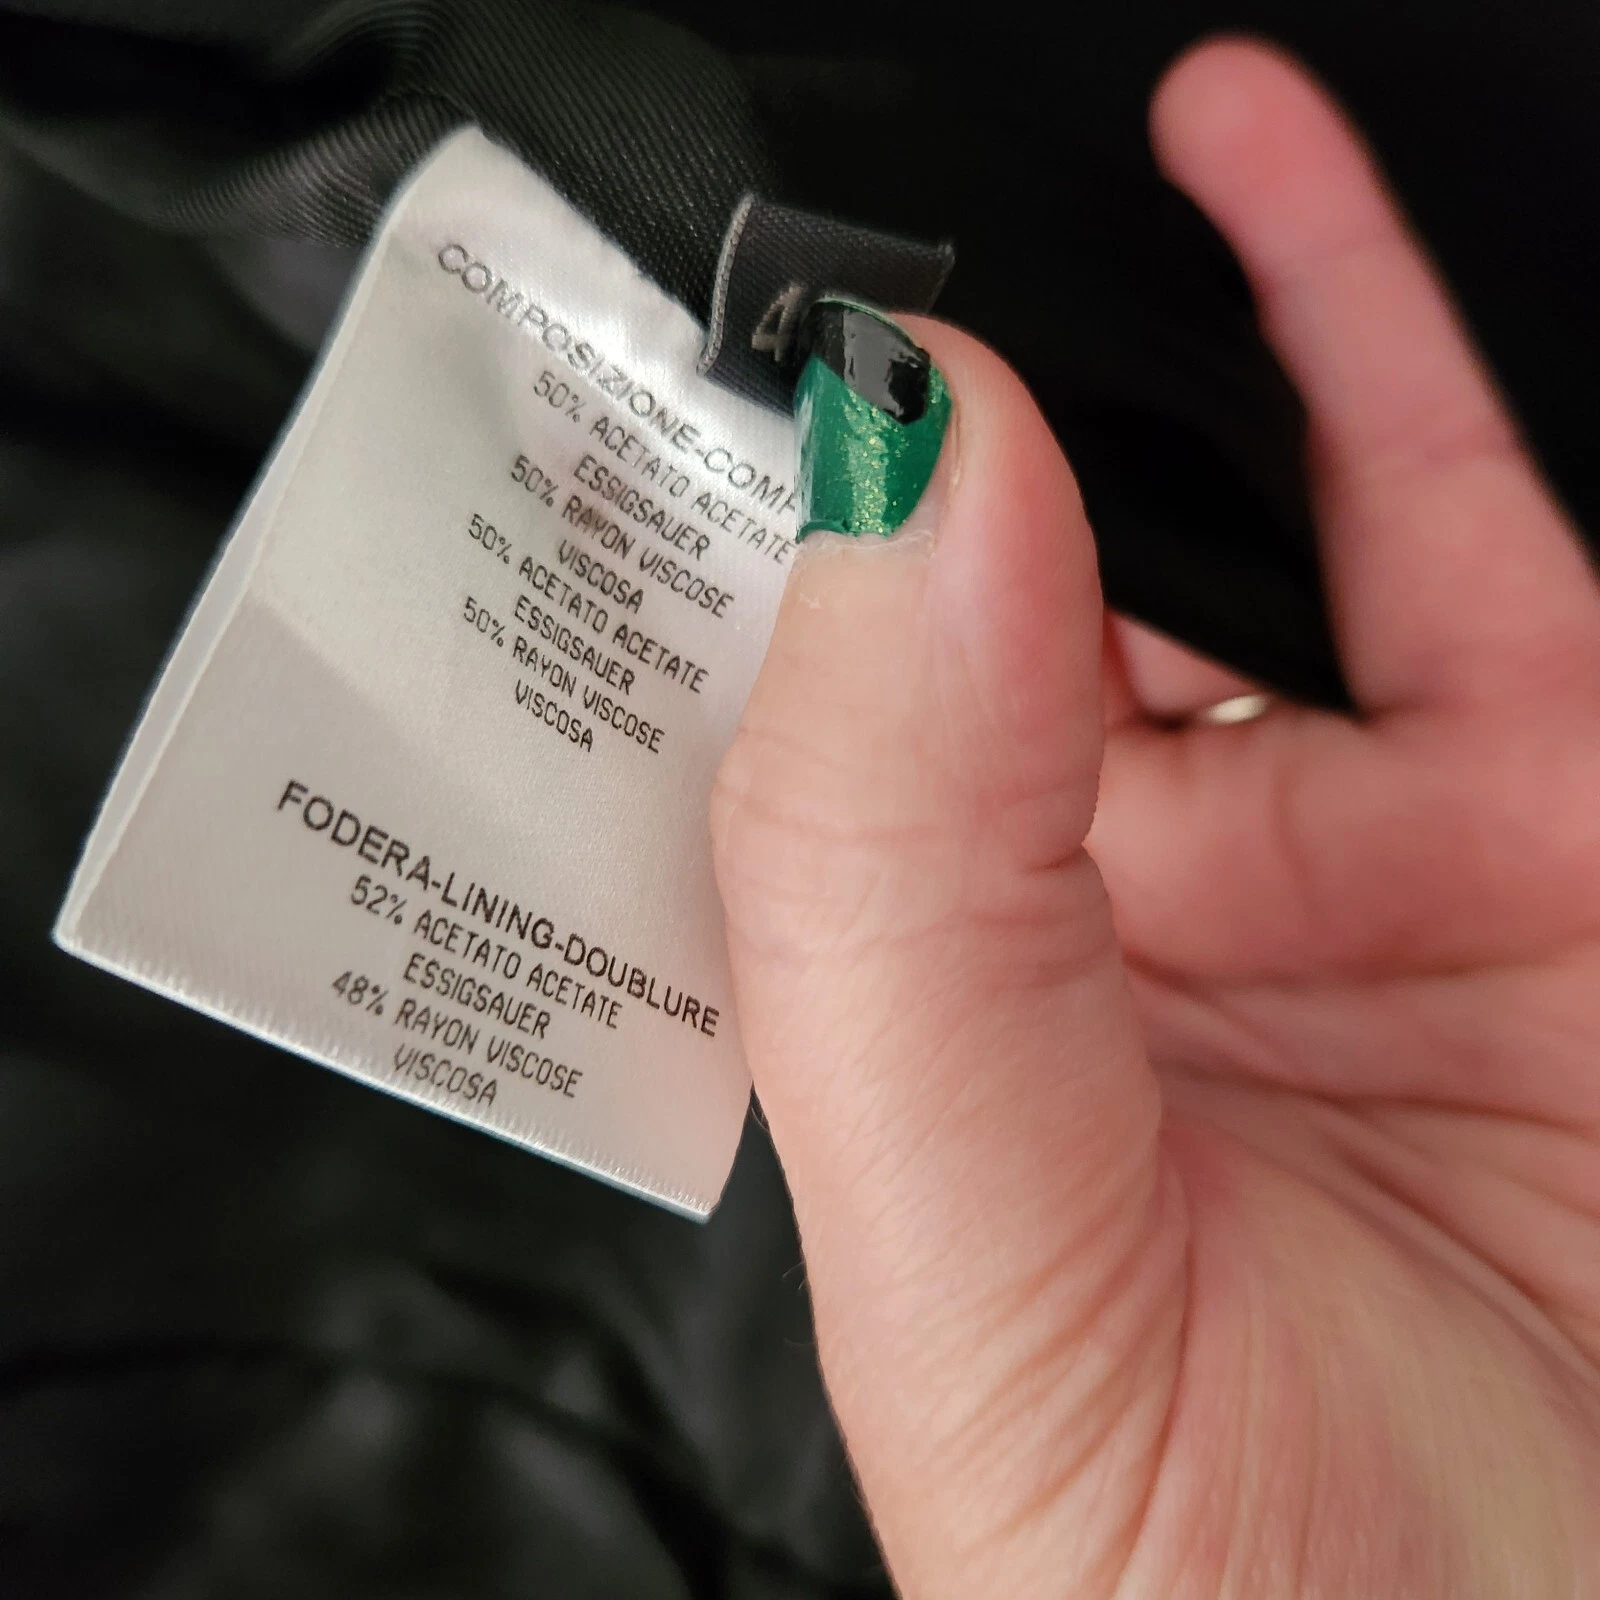 4
COMPOSIZIONE-COMP
50% ACETATO ACETATE
ESSIGSAUER
50% RAYON VISCOSE
VISCOSA
50% ACETATO ACETATE
ESSIGSAUER
50% RAYON VISCOSE
VISCOSA
FODERA-LINING-DOUBLURE
52% ACETATO ACETATE
ESSIGSAUER
48% RAYON VISCOSE
VISCOSA